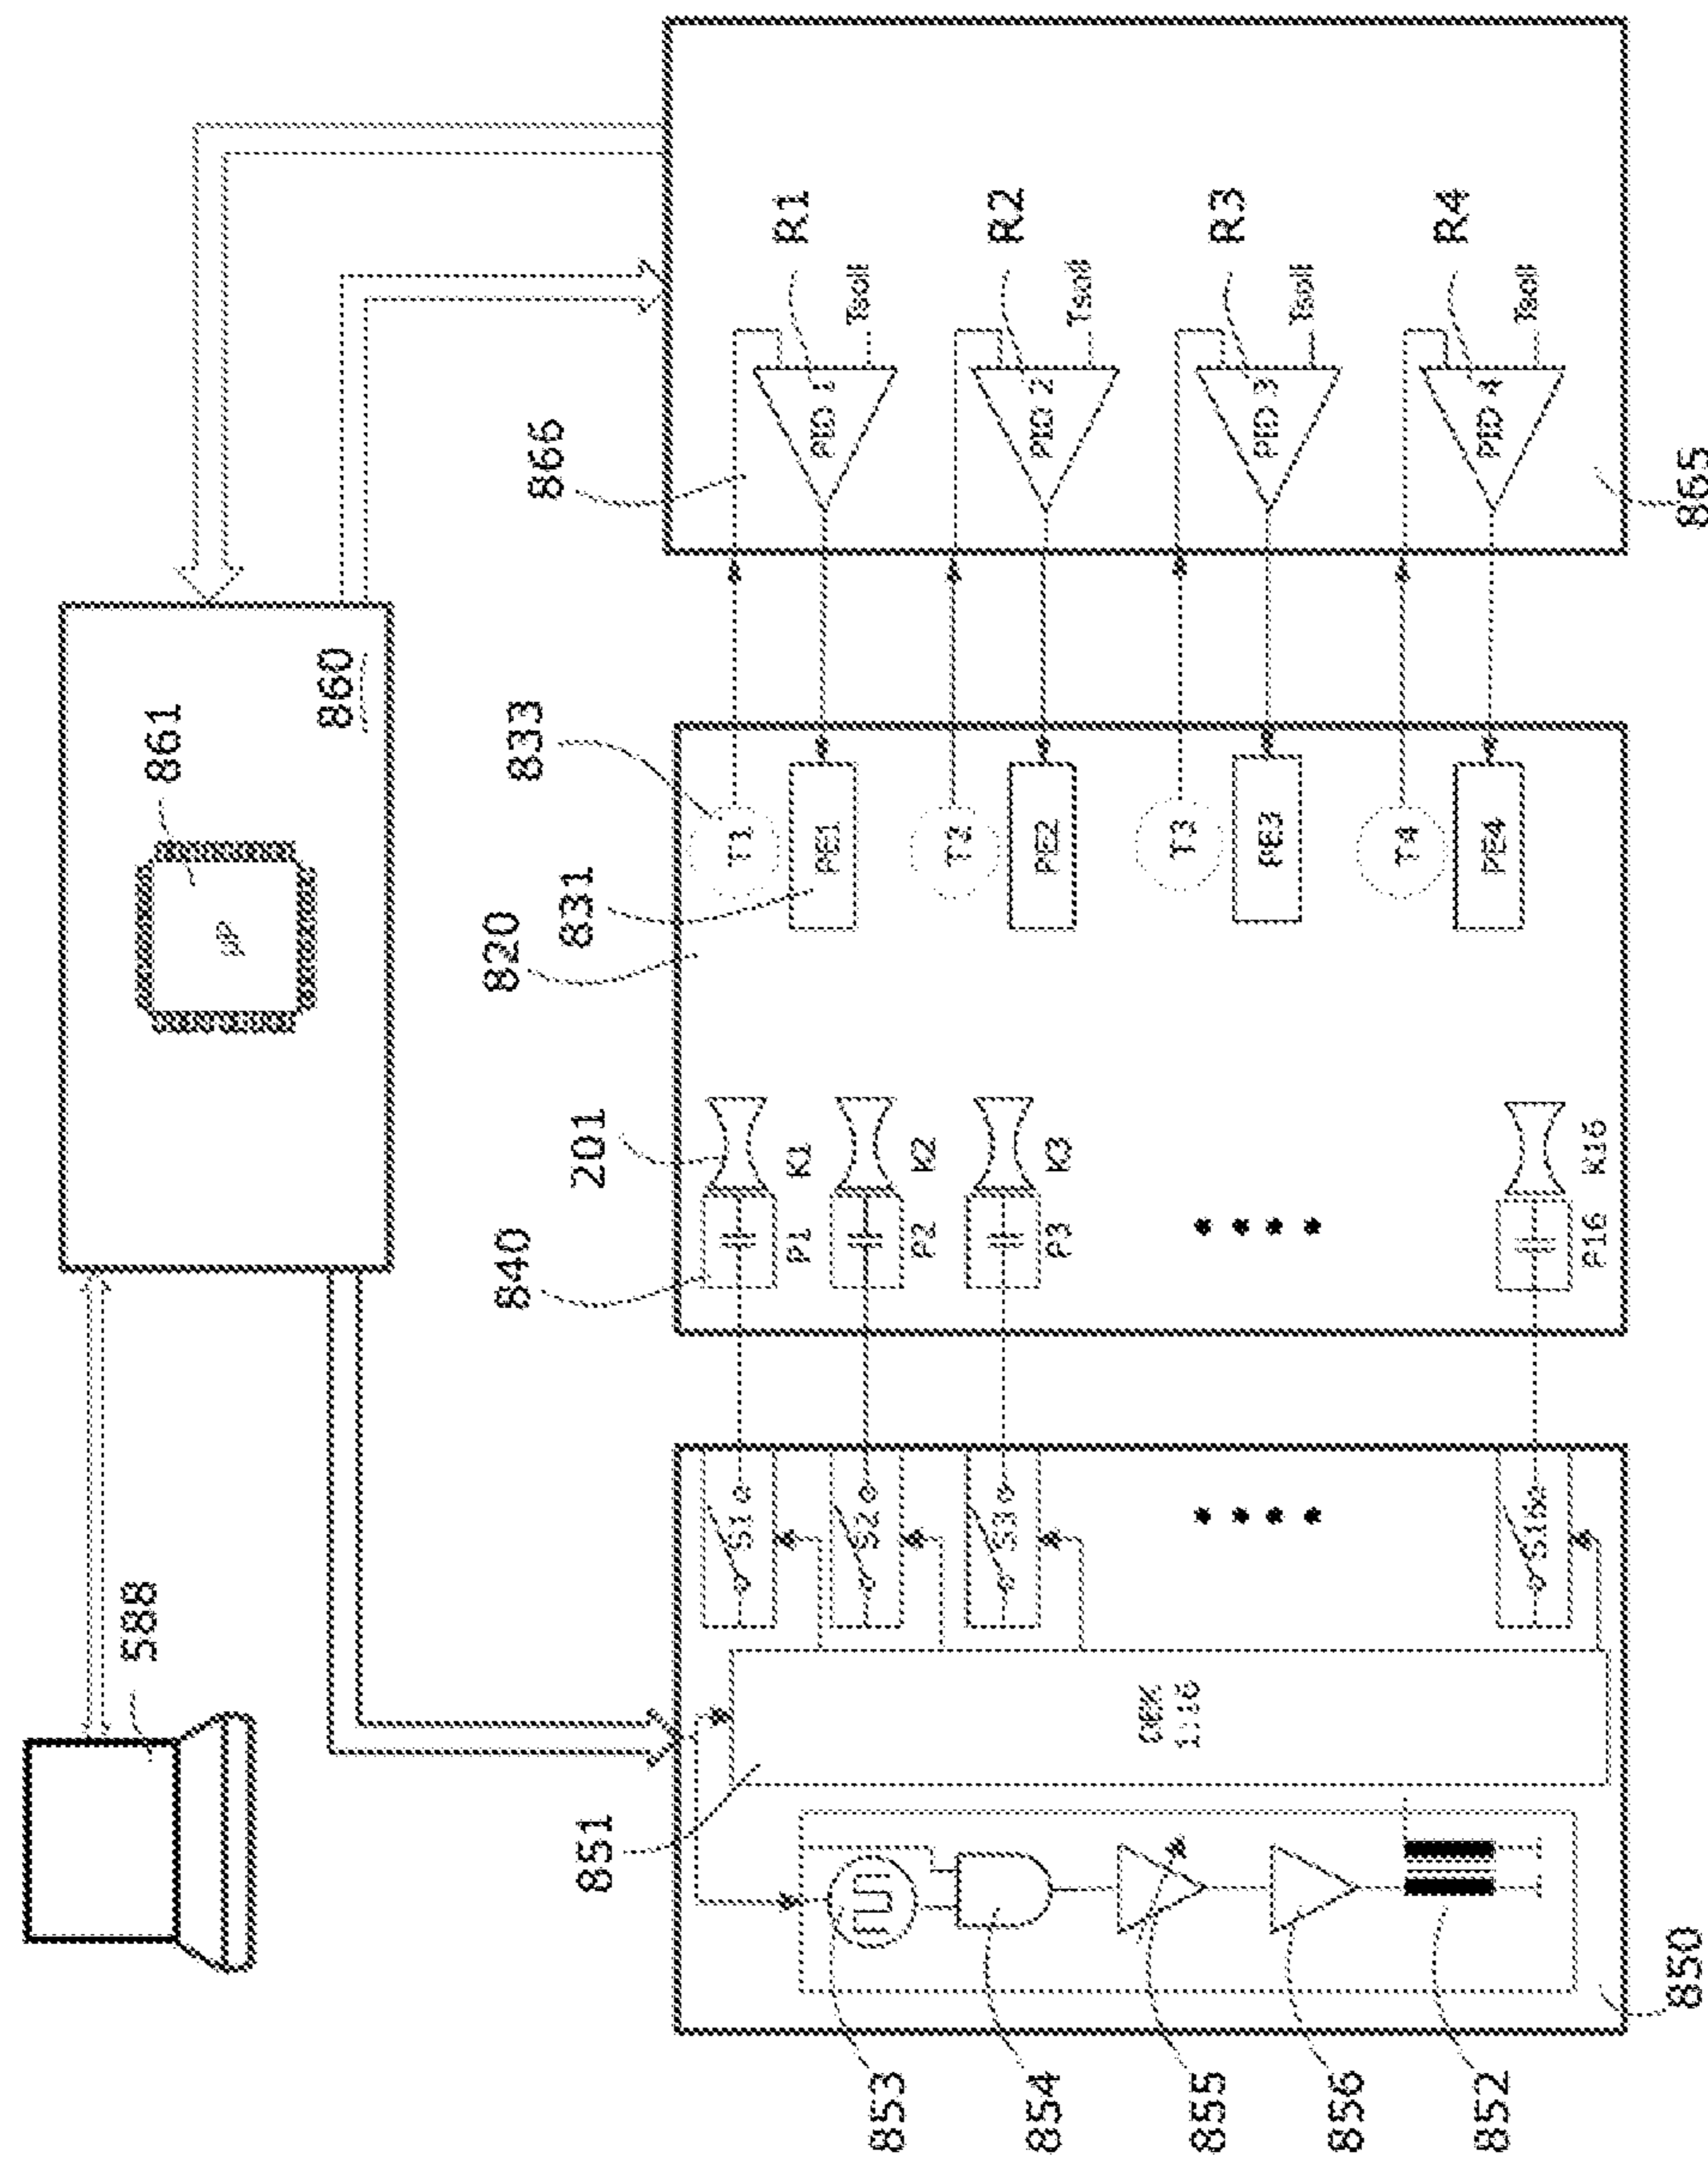 588
861
µP
860
851
853
854
855
856
852
850
S1
S2
S3
S16
840
201
P1
K1
P2
K2
P3
K3
P16
K16
820
831
833
T1
PE1
T2
PE2
T3
PE3
T4
PE4
866
PID 1
R1
Tsoll
PID 2
R2
Tsoll
PID 3
R3
Tsoll
PID 4
R4
Tsoll
865